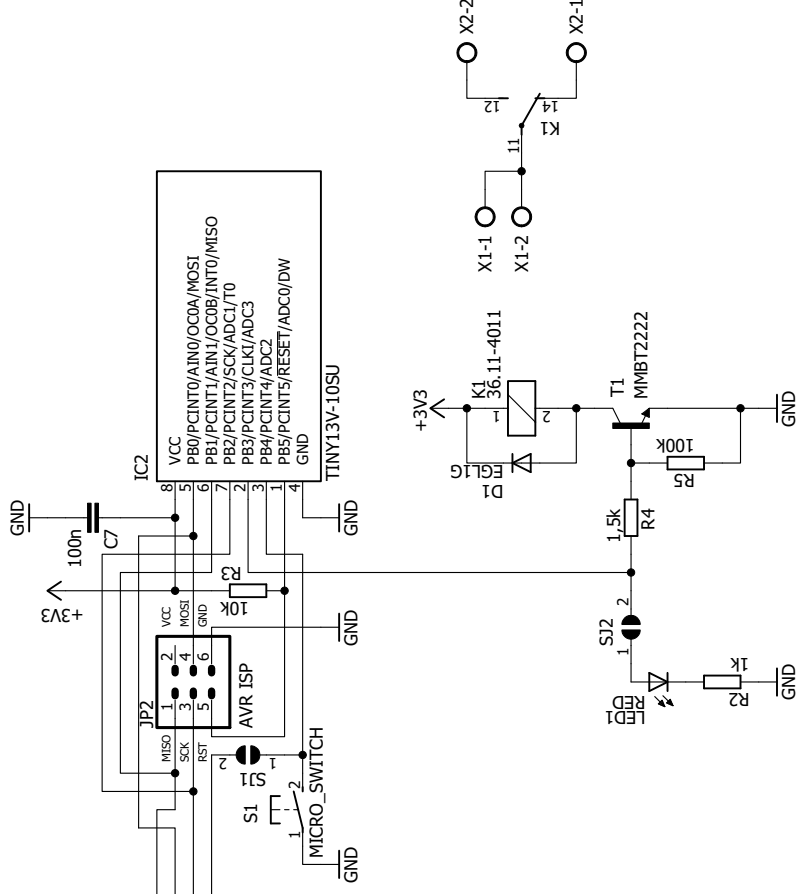 X2-2
X2-1
12
14
K1
11
X1-1
X1-2
IC2
VCC
PB0/PCINT0/AIN0/OC0A/MOSI
PB1/PCINT1/AIN1/OC0B/INT0/MISO
PB2/PCINT2/SCK/ADC1/T0
PB3/PCINT3/CLKI/ADC3
PB4/PCINT4/ADC2
PB5/PCINT5/RESET/ADC0/DW
GND
TINY13V-10SU
8
5
6
7
2
3
1
4
GND
100n
C7
GND
+3V3
K1
36.11-4011
1
2
D1
EGL1G
T1
MMBT2222
GND
100k
R5
1,5k
R4
+3V3
VCC
MOSI
GND
R3
10k
GND
JP2
2
4
6
1
3
5
AVR ISP
MISO
SCK
RST
2
1
SJ1
S1
1
2
MICRO_SWITCH
GND
SJ2
2
1
LED1
RED
1k
R2
GND